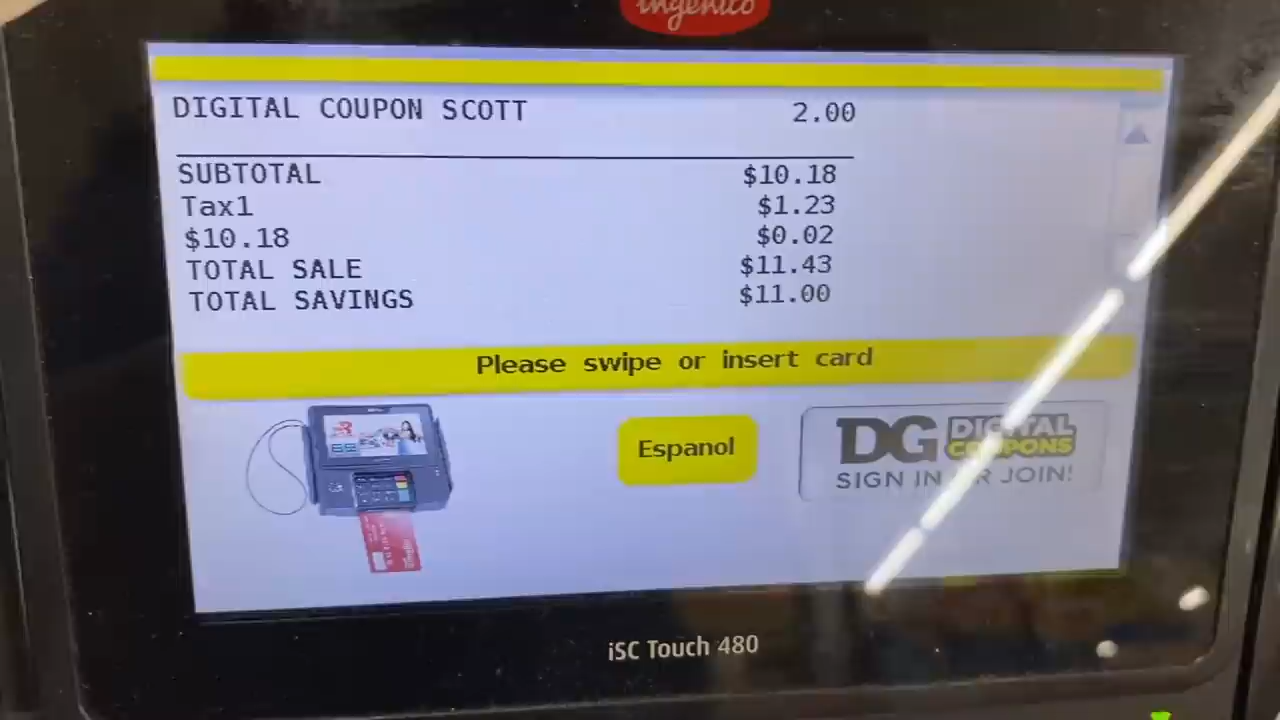 ingenico
DIGITAL COUPON SCOTT 2.00
SUBTOTAL $10.18
Tax1 $1.23
$10.18 $0.02
TOTAL SALE $11.43
TOTAL SAVINGS $11.00
Please swipe or insert card
Espanol
DG DIGITAL COUPONS
SIGN IN OR JOIN!
iSC Touch 480